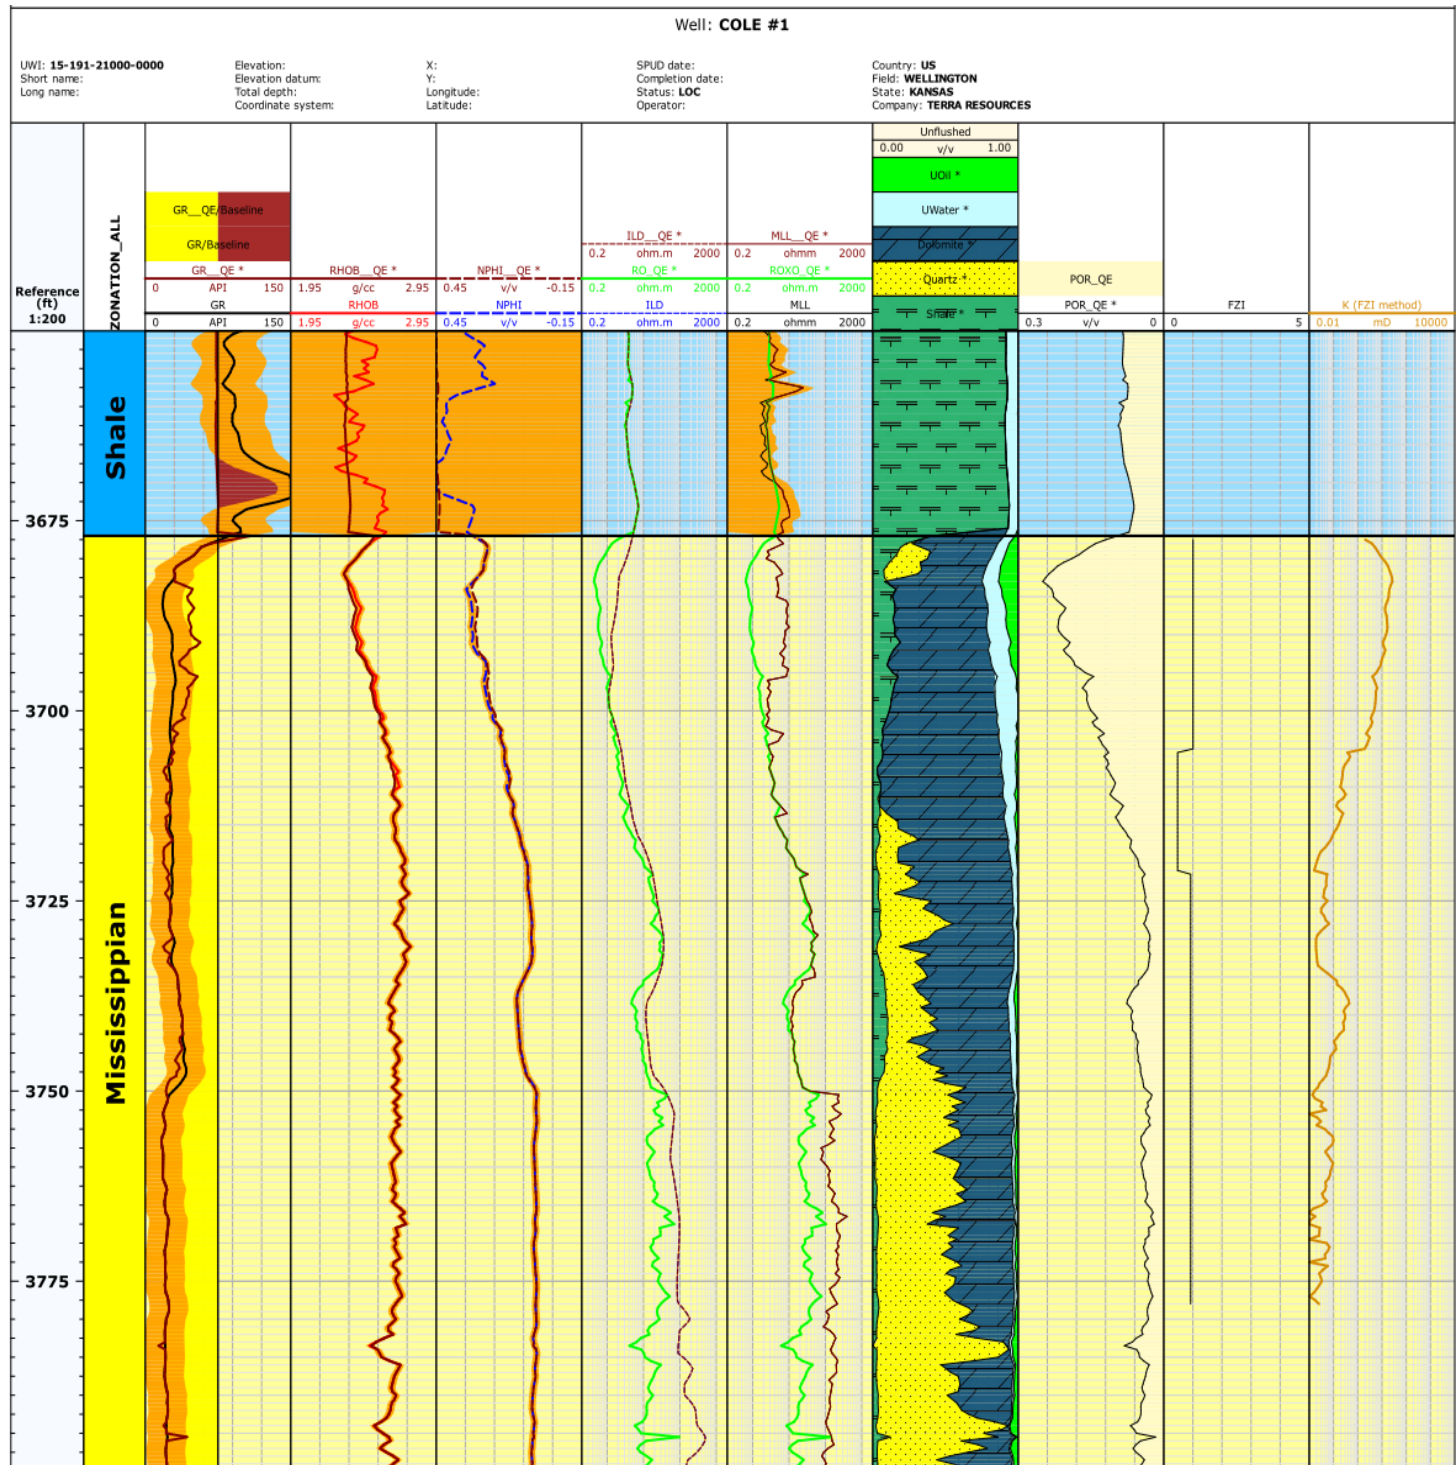 Well: COLE #1
UWI: 15-191-21000-0000
Short name:
Long name:
Elevation:
Elevation datum:
Total depth:
Coordinate system:
X:
Y:
Longitude:
Latitude:
SPUD date:
Completion date:
Status: LOC
Operator:
Country: US
Field: WELLINGTON
State: KANSAS
Company: TERRA RESOURCES
Reference
(ft)
1:200
ZONATION_ALL
GR__QE/Baseline
GR/Baseline
GR__QE *
0 API 150
GR
0 API 150
RHOB__QE *
1.95 g/cc 2.95
RHOB
1.95 g/cc 2.95
NPHI__QE *
0.45 v/v -0.15
NPHI
0.45 v/v -0.15
ILD__QE *
0.2 ohm.m 2000
RO_QE *
0.2 ohm.m 2000
ILD
0.2 ohm.m 2000
MLL__QE *
0.2 ohmm 2000
ROXO_QE *
0.2 ohmm 2000
MLL
0.2 ohmm 2000
Unflushed
0.00 v/v 1.00
UOil *
UWater *
Dolomite *
Quartz *
Shale *
POR_QE
POR_QE *
0.3 v/v 0
FZI
0 5
K (FZI method)
0.01 mD 10000
Shale
Mississippian
3675
3700
3725
3750
3775